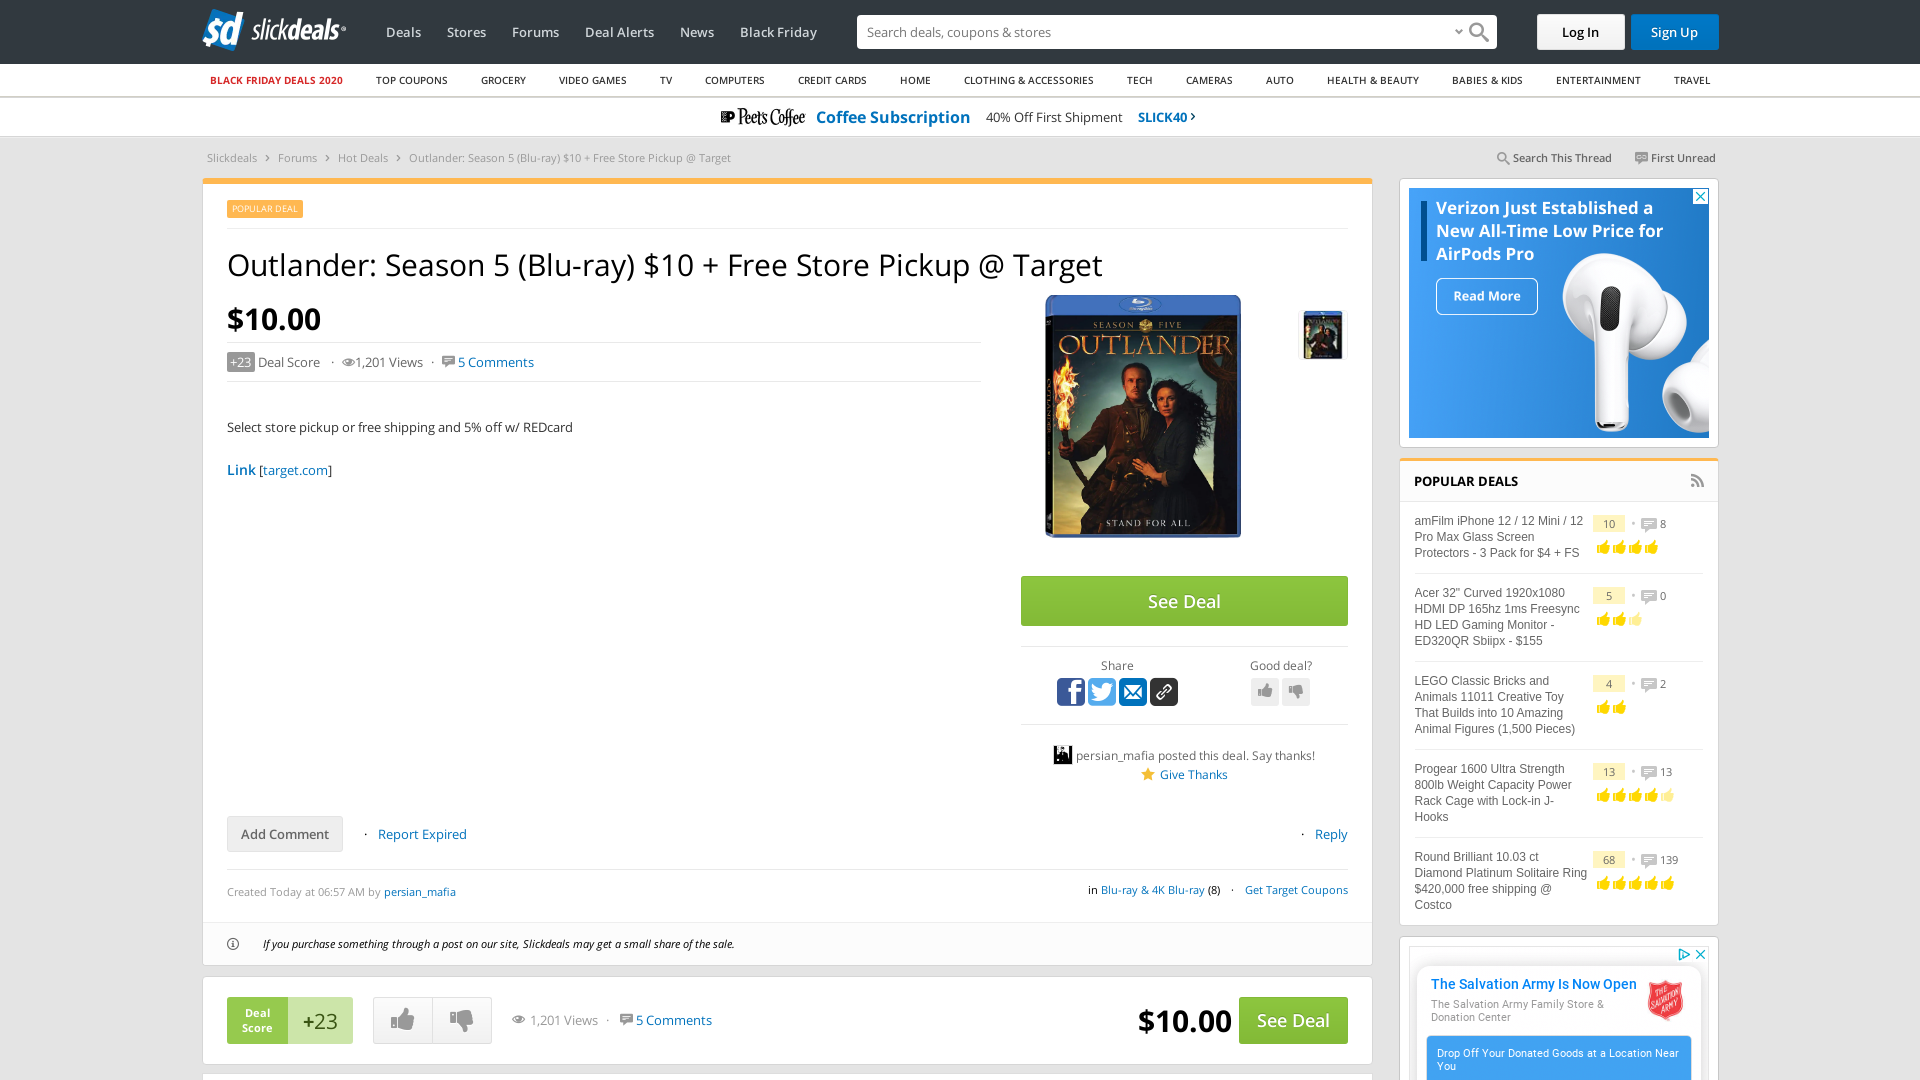 sd slickdeals
Deals
Stores
Forums
Deal Alerts
News
Black Friday
Search deals, coupons & stores
Log In
Sign Up
BLACK FRIDAY DEALS 2020
TOP COUPONS
GROCERY
VIDEO GAMES
TV
COMPUTERS
CREDIT CARDS
HOME
CLOTHING & ACCESSORIES
TECH
CAMERAS
AUTO
HEALTH & BEAUTY
BABIES & KIDS
ENTERTAINMENT
TRAVEL
Peet's Coffee Coffee Subscription 40% Off First Shipment SLICK40
Slickdeals > Forums > Hot Deals > Outlander: Season 5 (Blu-ray) $10 + Free Store Pickup @ Target
Search This Thread
First Unread
POPULAR DEAL
Outlander: Season 5 (Blu-ray) $10 + Free Store Pickup @ Target
$10.00
+23 Deal Score · 1,201 Views · 5 Comments
Select store pickup or free shipping and 5% off w/ REDcard
Link [target.com]
SEASON FIVE
OUTLANDER
STAND FOR ALL
See Deal
Share
Good deal?
persian_mafia posted this deal. Say thanks!
Give Thanks
Add Comment · Report Expired
· Reply
Created Today at 06:57 AM by persian_mafia
in Blu-ray & 4K Blu-ray (8) · Get Target Coupons
If you purchase something through a post on our site, Slickdeals may get a small share of the sale.
Deal
Score
+23
1,201 Views · 5 Comments
$10.00
See Deal
Verizon Just Established a
New All-Time Low Price for
AirPods Pro
Read More
POPULAR DEALS
amFilm iPhone 12 / 12 Mini / 12
Pro Max Glass Screen
Protectors - 3 Pack for $4 + FS
10 • 8
Acer 32" Curved 1920x1080
HDMI DP 165hz 1ms Freesync
HD LED Gaming Monitor -
ED320QR Sbiipx - $155
5 • 0
LEGO Classic Bricks and
Animals 11011 Creative Toy
That Builds into 10 Amazing
Animal Figures (1,500 Pieces)
4 • 2
Progear 1600 Ultra Strength
800lb Weight Capacity Power
Rack Cage with Lock-in J-
Hooks
13 • 13
Round Brilliant 10.03 ct
Diamond Platinum Solitaire Ring
$420,000 free shipping @
Costco
68 • 139
The Salvation Army Is Now Open
The Salvation Army Family Store &
Donation Center
THE SALVATION ARMY
Drop Off Your Donated Goods at a Location Near
You